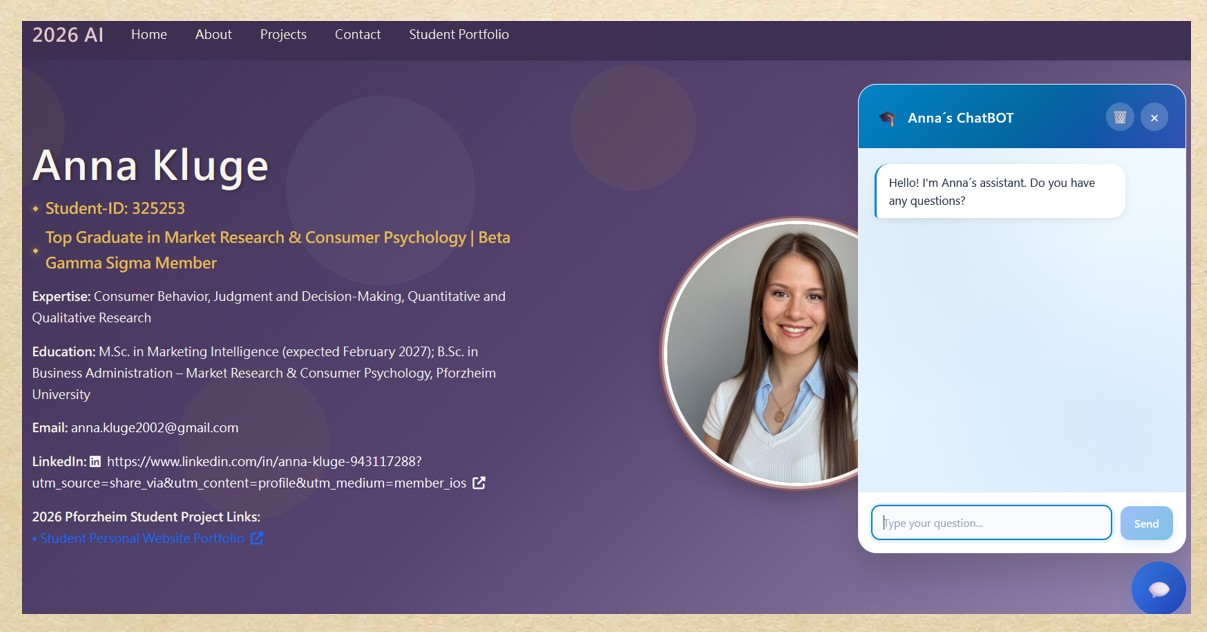 2026 AI Home About Projects Contact Student Portfolio
Anna Kluge
Student-ID: 325253
Top Graduate in Market Research & Consumer Psychology | Beta
Gamma Sigma Member
Expertise: Consumer Behavior, Judgment and Decision-Making, Quantitative and
Qualitative Research
Education: M.Sc. in Marketing Intelligence (expected February 2027); B.Sc. in
Business Administration – Market Research & Consumer Psychology, Pforzheim
University
Email: anna.kluge2002@gmail.com
LinkedIn: https://www.linkedin.com/in/anna-kluge-943117288?
utm_source=share_via&utm_content=profile&utm_medium=member_ios
2026 Pforzheim Student Project Links:
• Student Personal Website Portfolio
Anna´s ChatBOT
Hello! I'm Anna´s assistant. Do you have
any questions?
Type your question...
Send